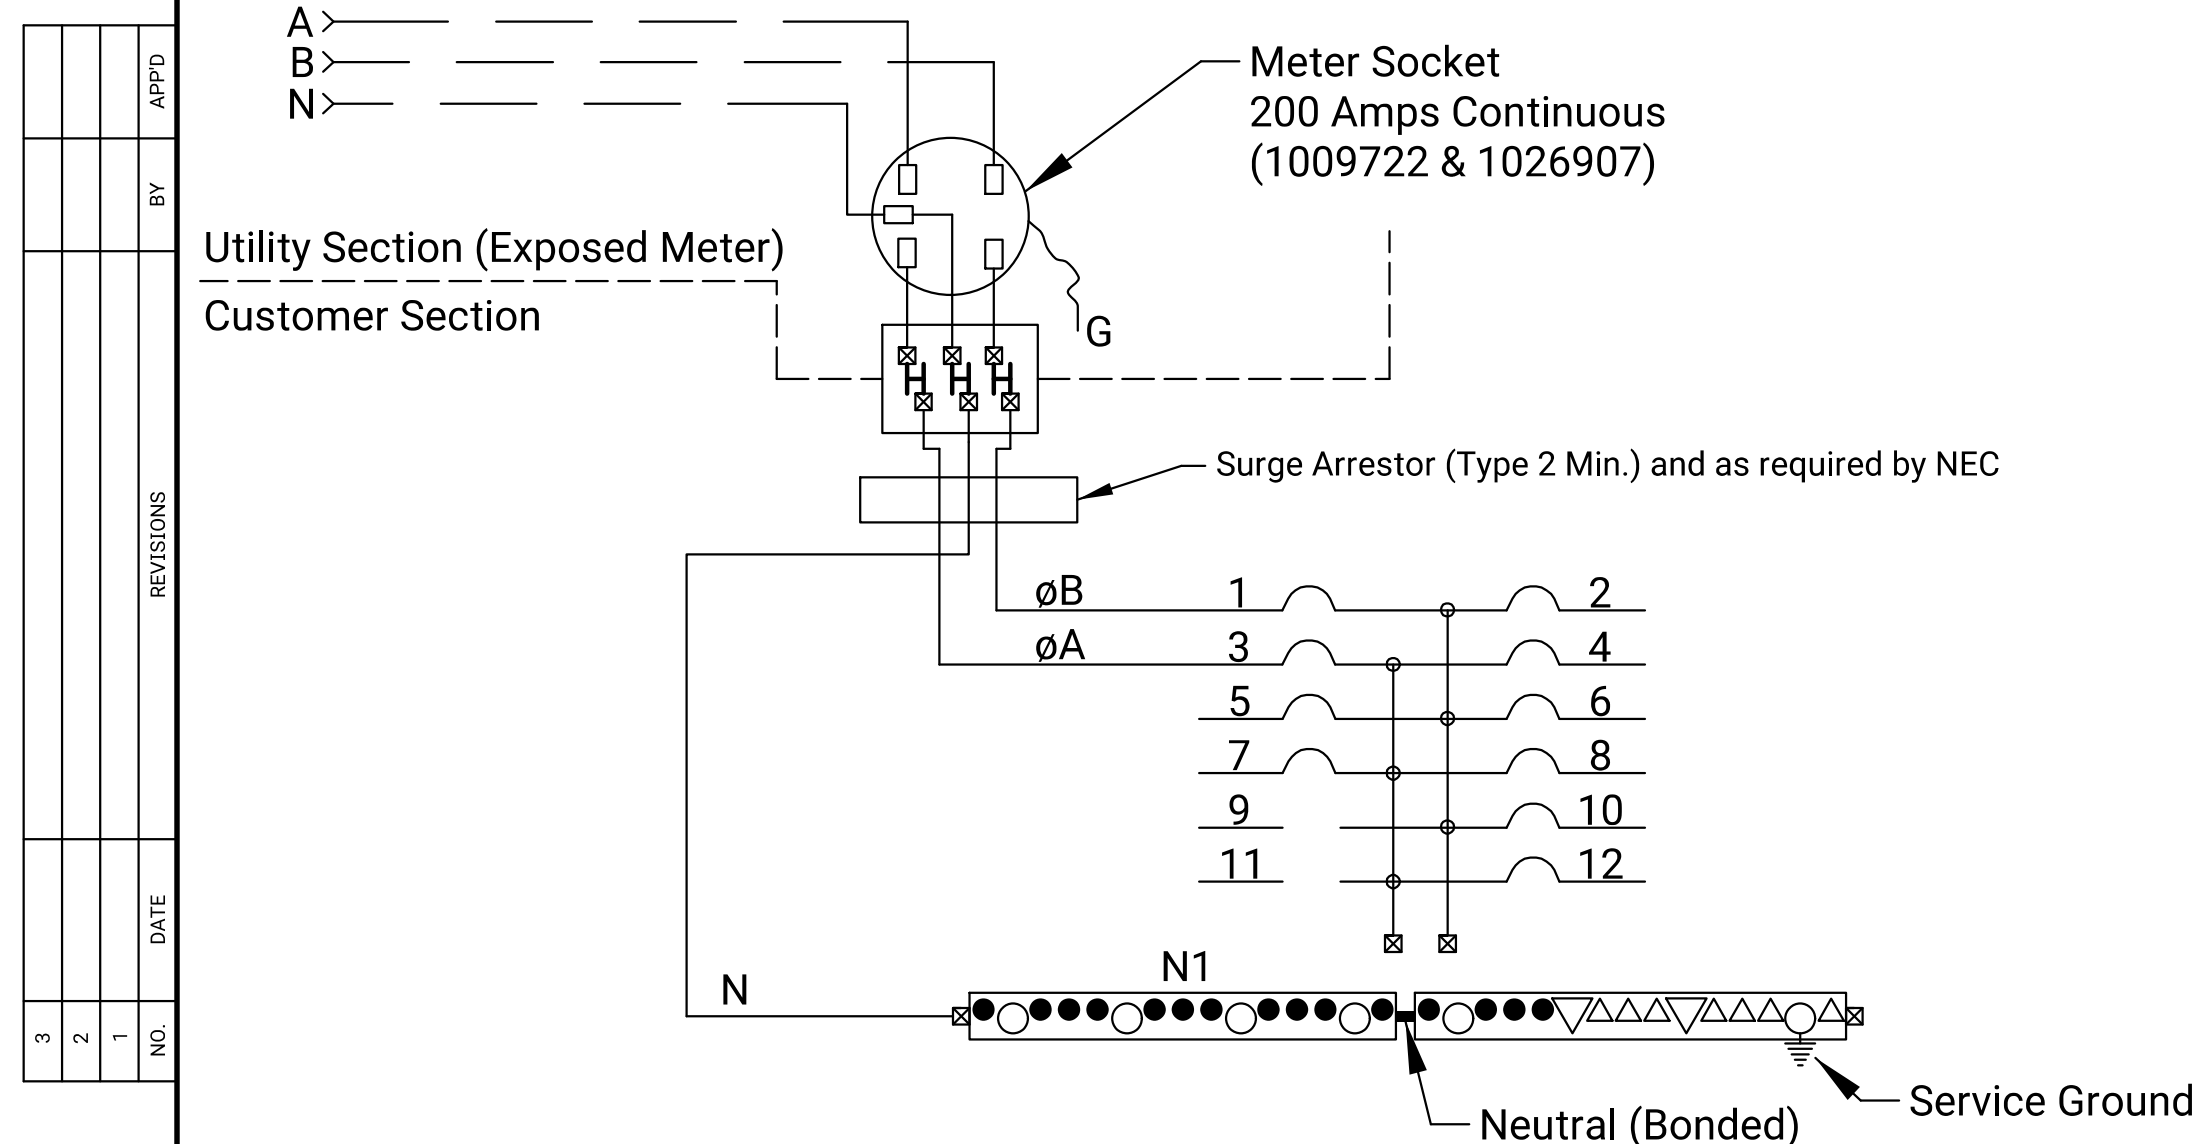 A
B
N
Meter Socket
200 Amps Continuous
(1009722 & 1026907)
Utility Section (Exposed Meter)
Customer Section
G
Surge Arrestor (Type 2 Min.) and as required by NEC
øB 1 2
øA 3 4
5 6
7 8
9 10
11 12
N1
N
Neutral (Bonded)
Service Ground
NO. DATE REVISIONS BY APP'D
1
2
3